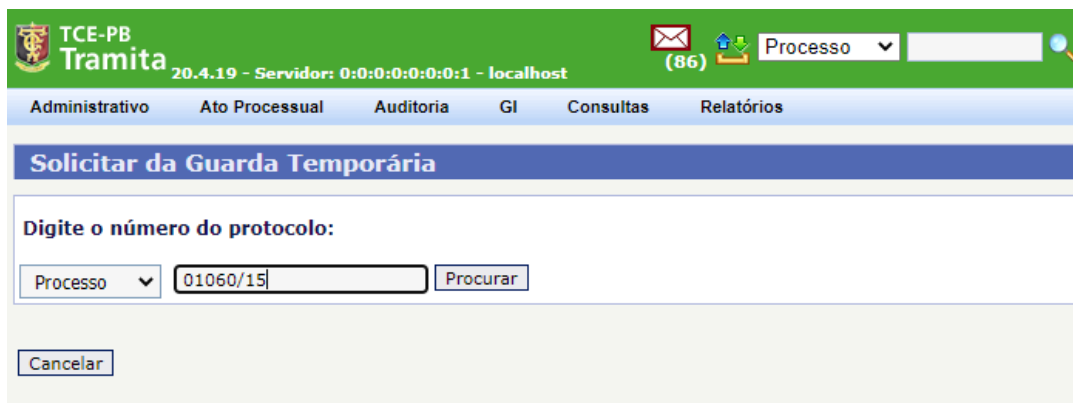 TCE-PB
Tramita 20.4.19 - Servidor: 0:0:0:0:0:0:0:1 - localhost
(86)
Processo
Administrativo Ato Processual Auditoria GI Consultas Relatórios
Solicitar da Guarda Temporária
Digite o número do protocolo:
Processo 01060/15 Procurar
Cancelar